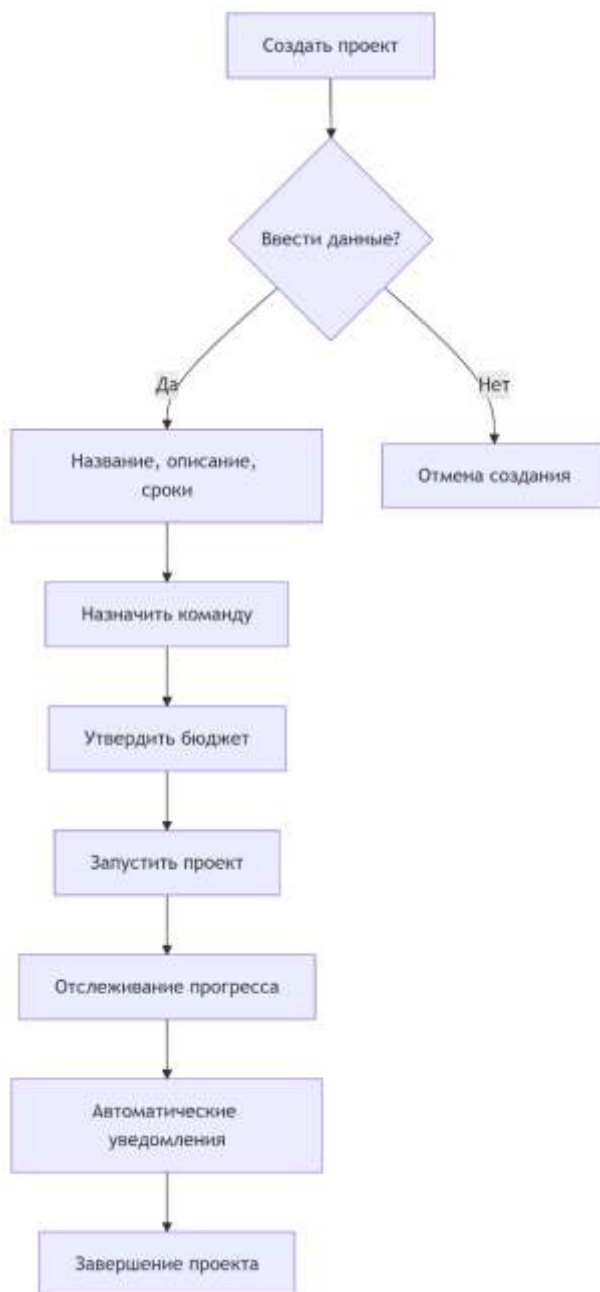 Создать проект
Ввести данные?
Да
Нет
Название, описание,
сроки
Отмена создания
Назначить команду
Утвердить бюджет
Запустить проект
Отслеживание прогресса
Автоматические
уведомления
Завершение проекта